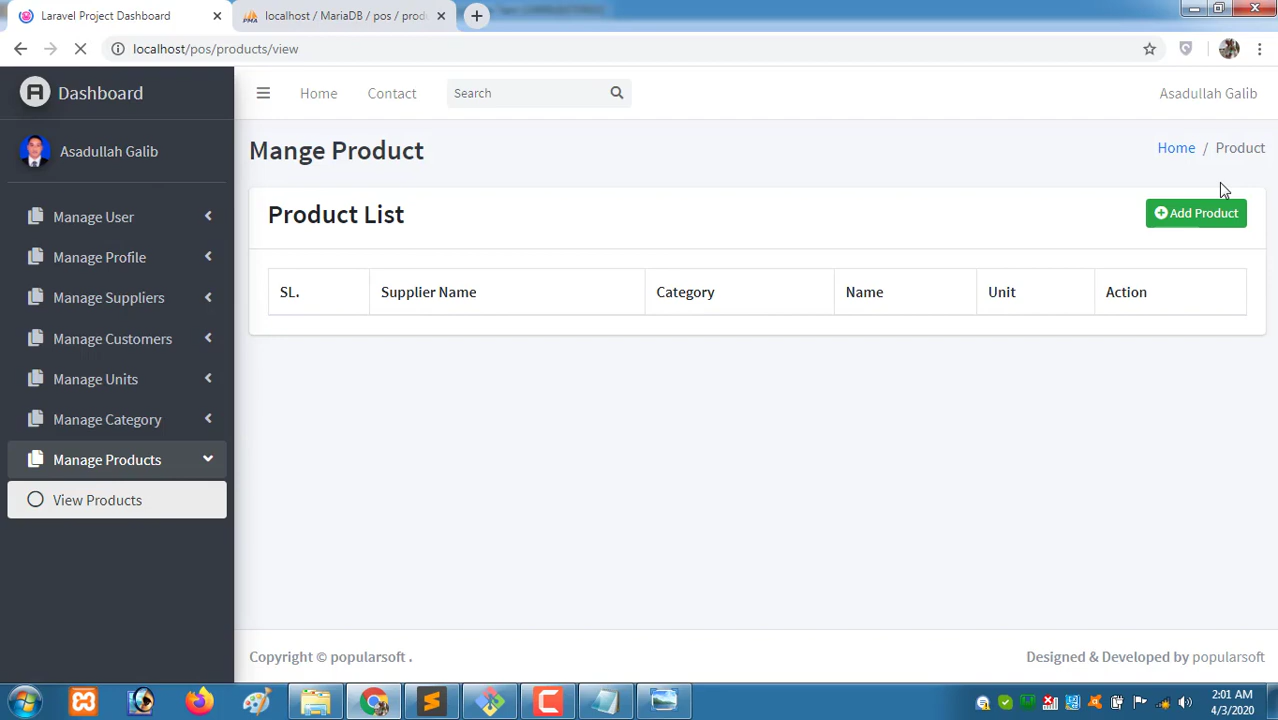 Laravel Project Dashboard
localhost / MariaDB / pos / produ
localhost/pos/products/view
Dashboard
Home
Contact
Search
Asadullah Galib
Asadullah Galib
Mange Product
Home / Product
Manage User
Manage Profile
Manage Suppliers
Manage Customers
Manage Units
Manage Category
Manage Products
View Products
Product List
Add Product
SL.
Supplier Name
Category
Name
Unit
Action
Copyright © popularsoft .
Designed & Developed by popularsoft
2:01 AM
4/3/2020